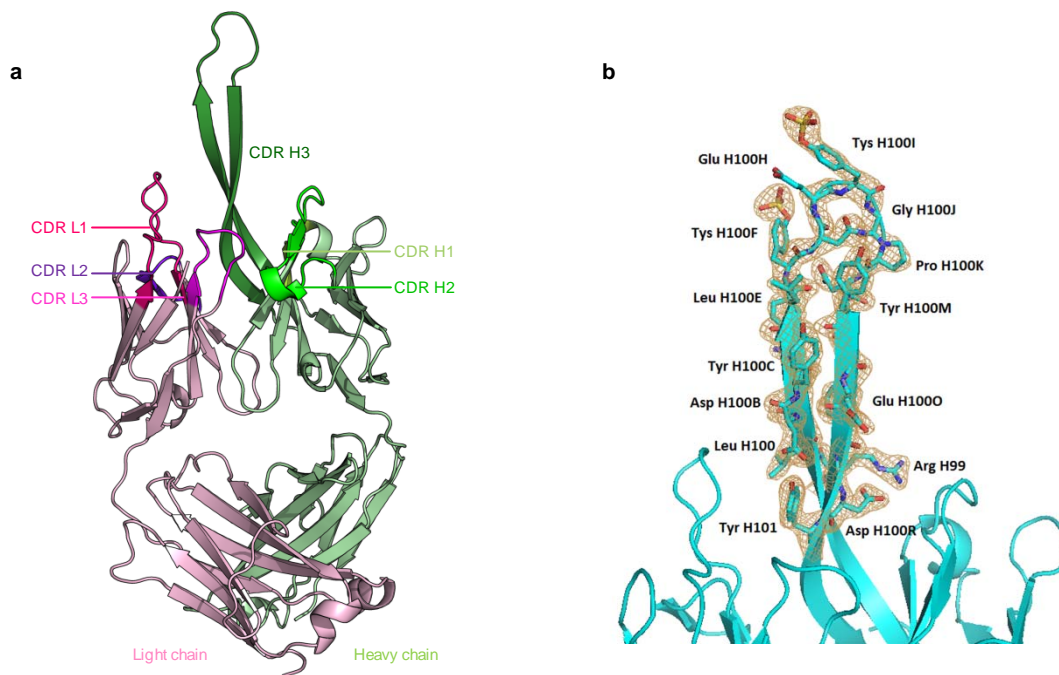 a
CDR H3
CDR L1
CDR L2
CDR L3
CDR H1
CDR H2
Light chain
Heavy chain
b
Tys H100I
Glu H100H
Gly H100J
Tys H100F
Pro H100K
Leu H100E
Tyr H100M
Tyr H100C
Asp H100B
Glu H100O
Leu H100
Arg H99
Tyr H101
Asp H100R